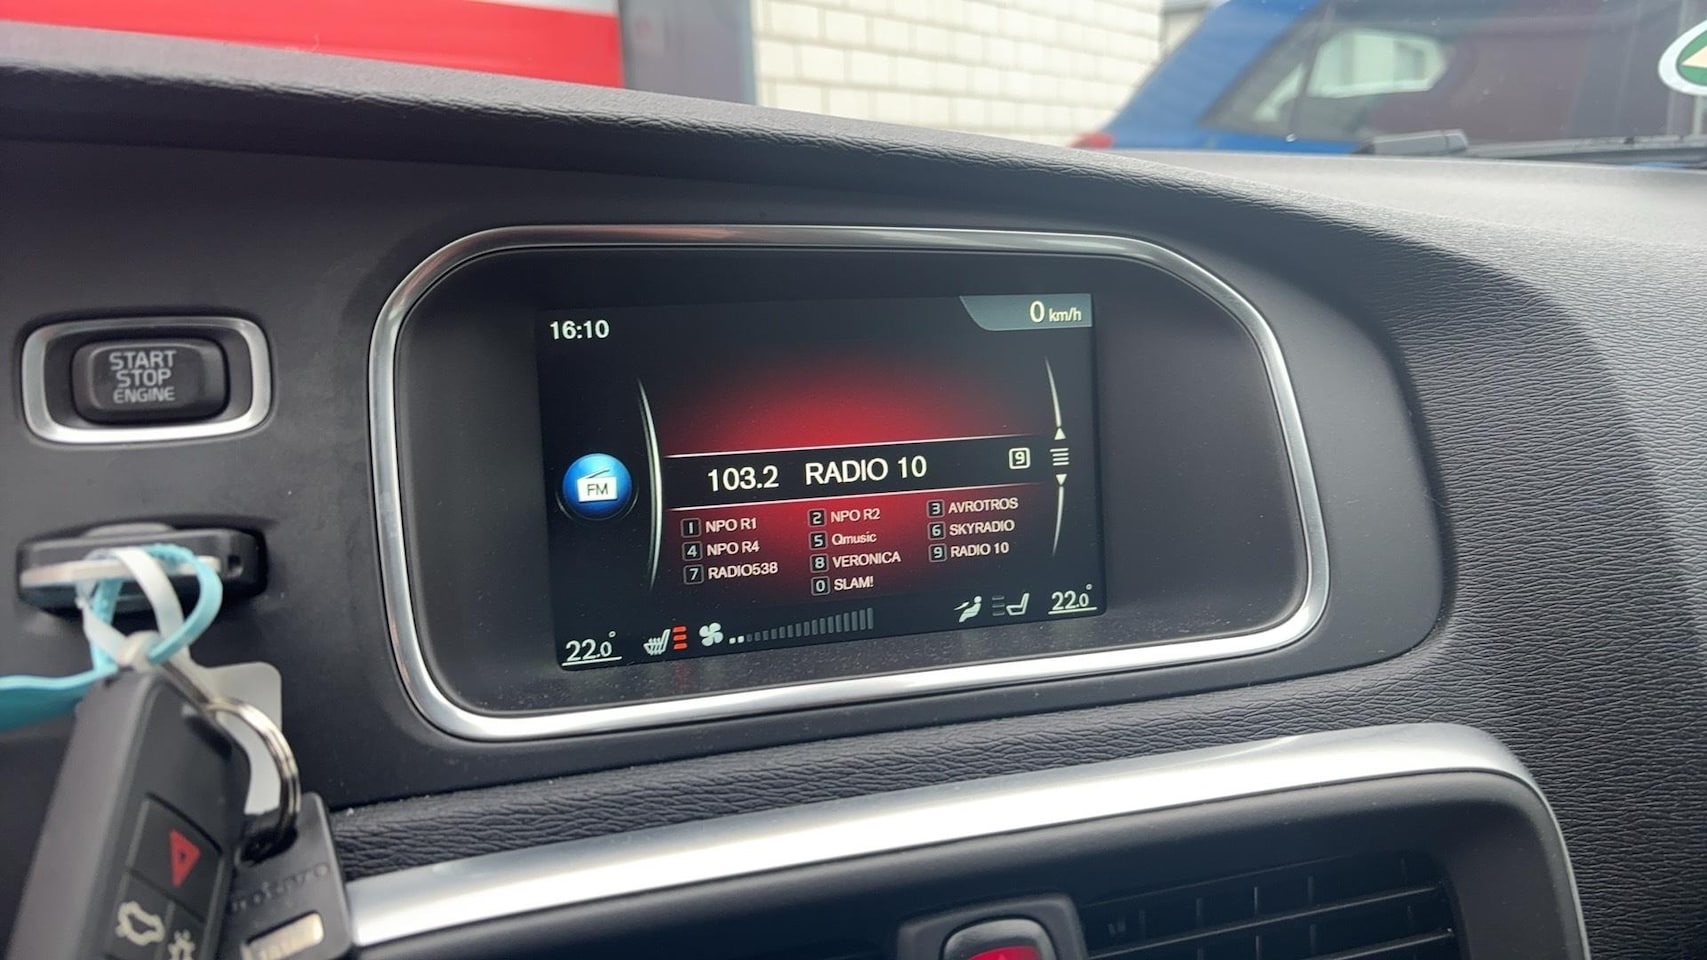 START
STOP
ENGINE
16:10
0 km/h
FM
103.2 RADIO 10 9
1 NPO R1 2 NPO R2 3 AVROTROS
4 NPO R4 5 Qmusic 6 SKYRADIO
7 RADIO538 8 VERONICA 9 RADIO 10
0 SLAM!
22.0° 22.0°